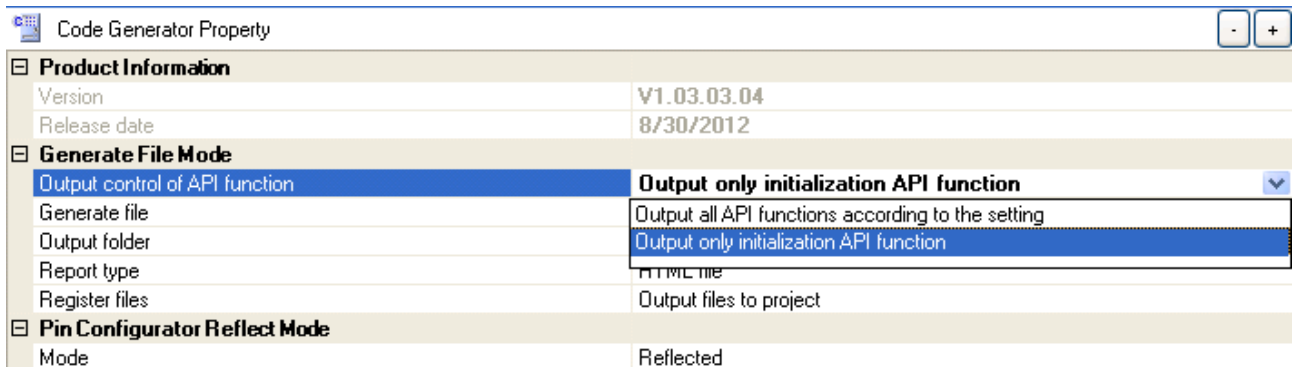 Code Generator Property - +
Product Information
Version V1.03.03.04
Release date 8/30/2012
Generate File Mode
Output control of API function Output only initialization API function
Generate file Output all API functions according to the setting
Output folder Output only initialization API function
Report type HTML file
Register files Output files to project
Pin Configurator Reflect Mode
Mode Reflected